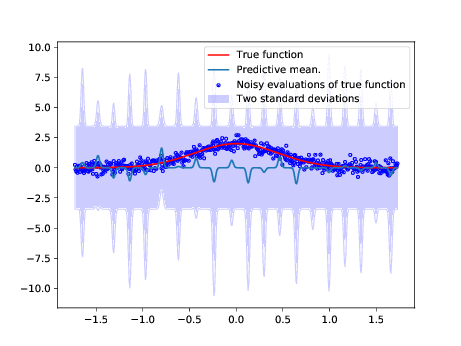 10.0
7.5
5.0
2.5
0.0
−2.5
−5.0
−7.5
−10.0
True function
Predictive mean.
Noisy evaluations of true function
Two standard deviations
−1.5 −1.0 −0.5 0.0 0.5 1.0 1.5